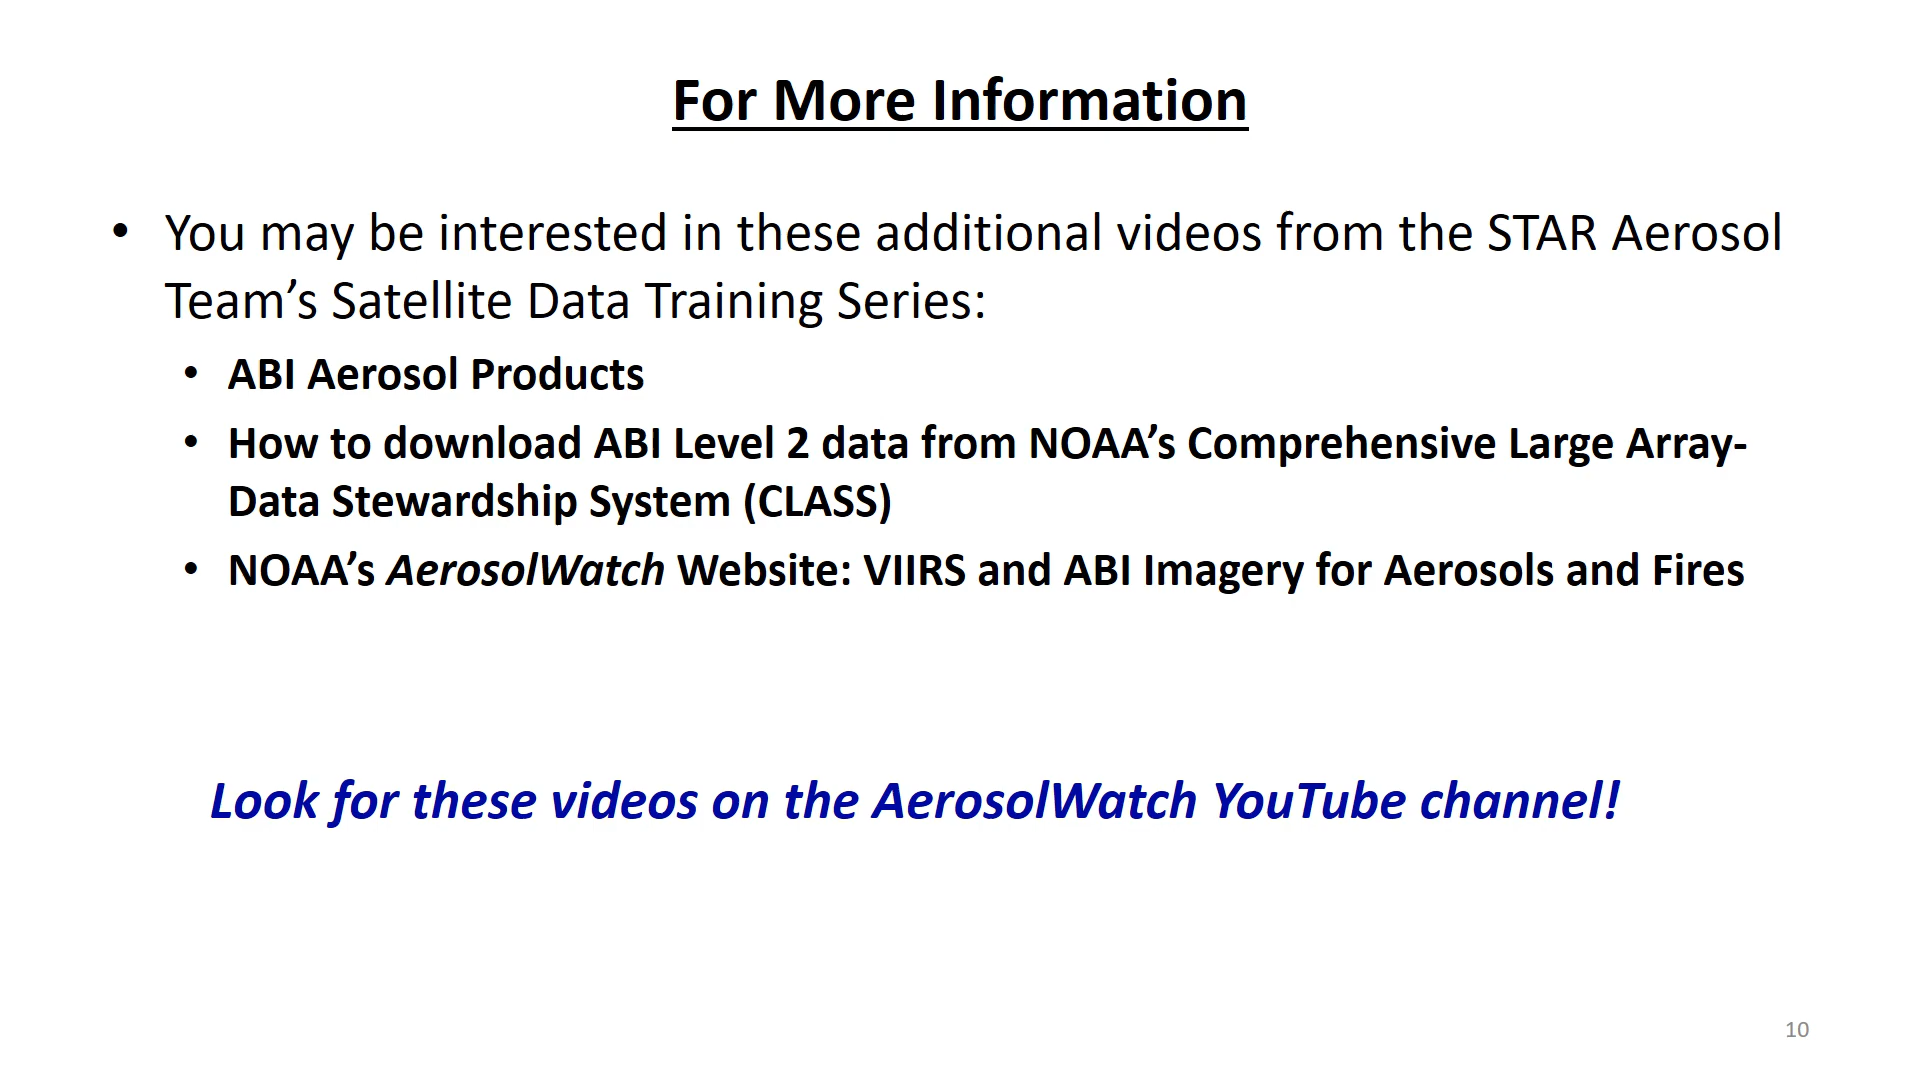 For More Information
• You may be interested in these additional videos from the STAR Aerosol
Team’s Satellite Data Training Series:
• ABI Aerosol Products
• How to download ABI Level 2 data from NOAA’s Comprehensive Large Array-
Data Stewardship System (CLASS)
• NOAA’s AerosolWatch Website: VIIRS and ABI Imagery for Aerosols and Fires
Look for these videos on the AerosolWatch YouTube channel!
10